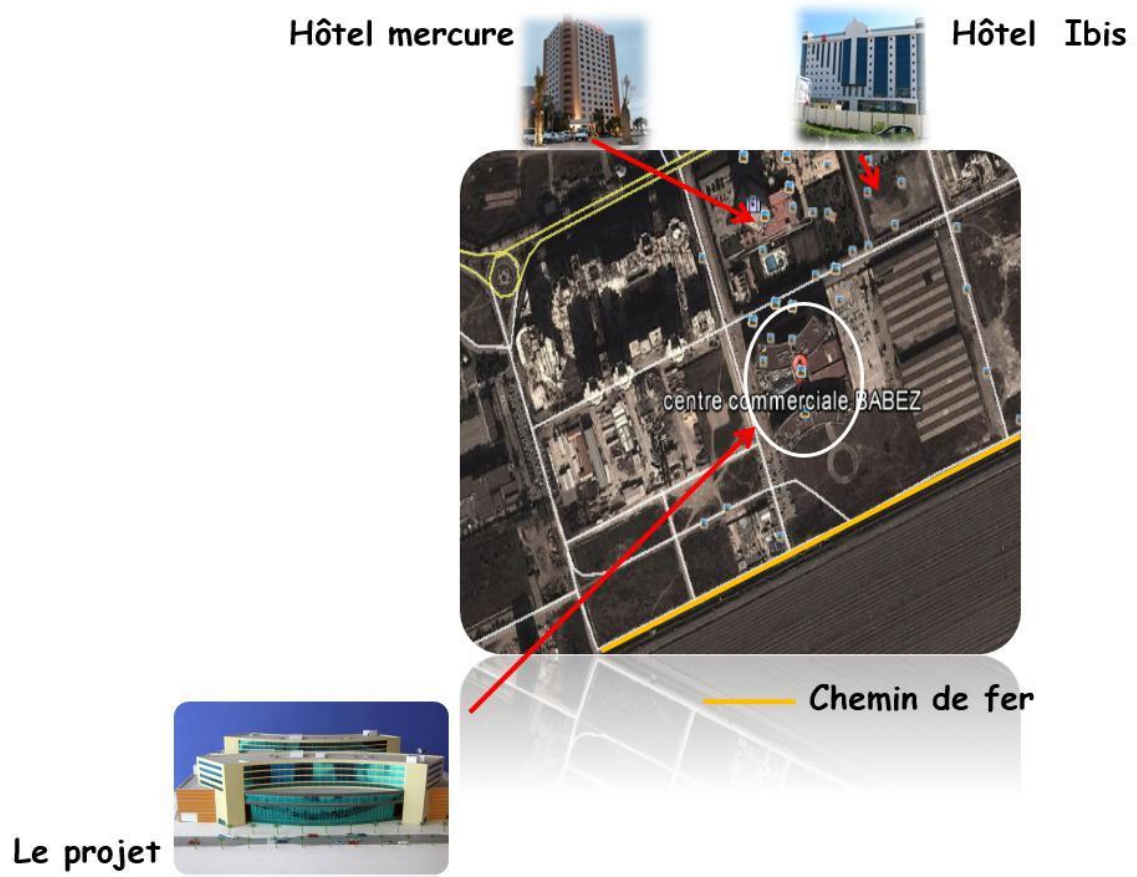 Hôtel mercure
Hôtel Ibis
centre commerciale BABEZ
Chemin de fer
Le projet